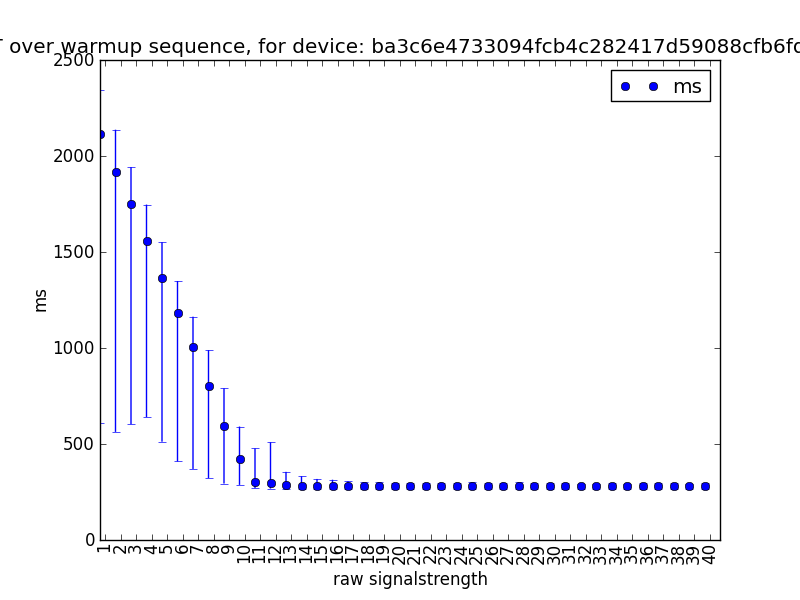 T over warmup sequence, for device: ba3c6e4733094fcb4c282417d59088cfb6fc
2500
2000
1500
1000
500
0
ms
ms
1 2 3 4 5 6 7 8 9 10 11 12 13 14 15 16 17 18 19 20 21 22 23 24 25 26 27 28 29 30 31 32 33 34 35 36 37 38 39 40
raw signalstrength